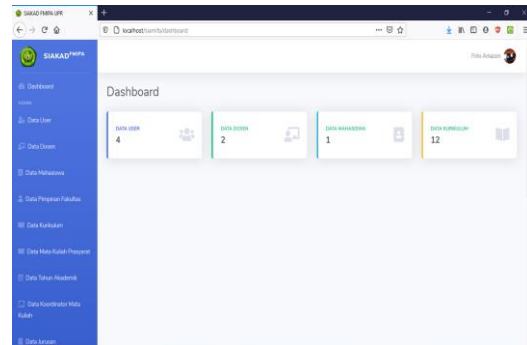 SIAKAD FMIPA UPR
localhost/siamfa/dashboard
SIAKAD FMIPA
Dashboard
ADMIN
Data User
Data Dosen
Data Mahasiswa
Data Pimpinan Fakultas
Data Kurikulum
Data Mata Kuliah Prasyarat
Data Tahun Akademik
Data Koordinator Mata
Kuliah
Data Jurusan
Dashboard
DATA USER
4
DATA DOSEN
2
DATA MAHASISWA
1
DATA KURIKULUM
12